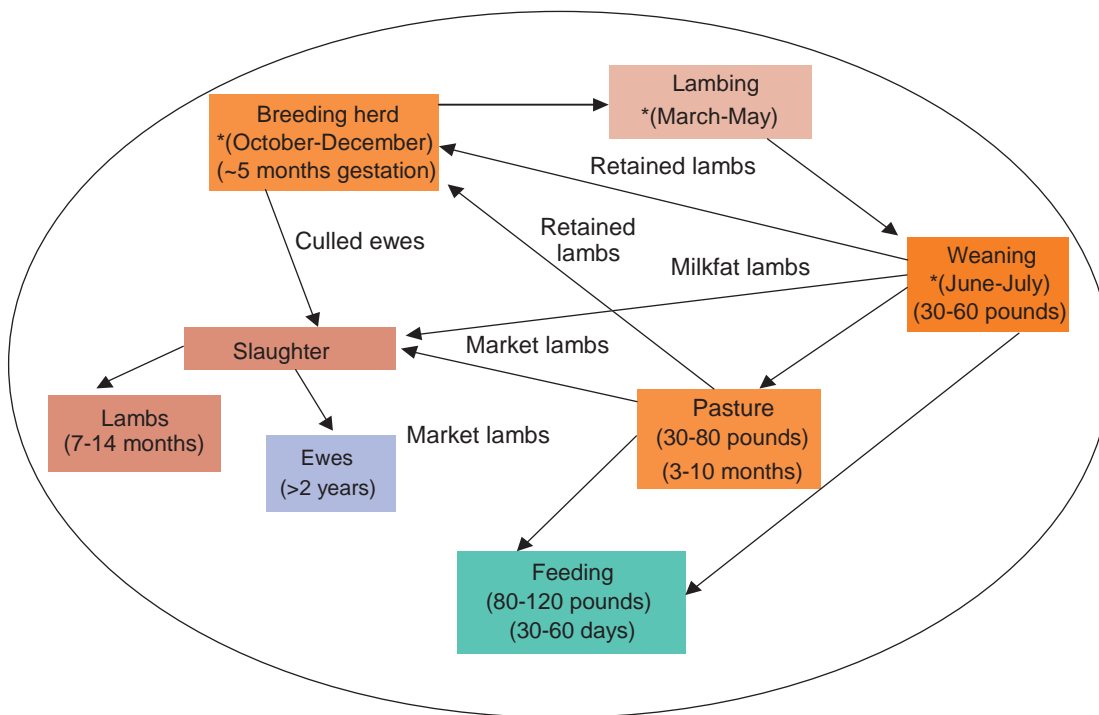 Lambing
*(March-May)
Breeding herd
*(October-December)
(~5 months gestation)
Retained lambs
Retained
lambs
Culled ewes
Milkfat lambs
Weaning
*(June-July)
(30-60 pounds)
Slaughter
Market lambs
Lambs
(7-14 months)
Pasture
(30-80 pounds)
(3-10 months)
Market lambs
Ewes
(>2 years)
Feeding
(80-120 pounds)
(30-60 days)